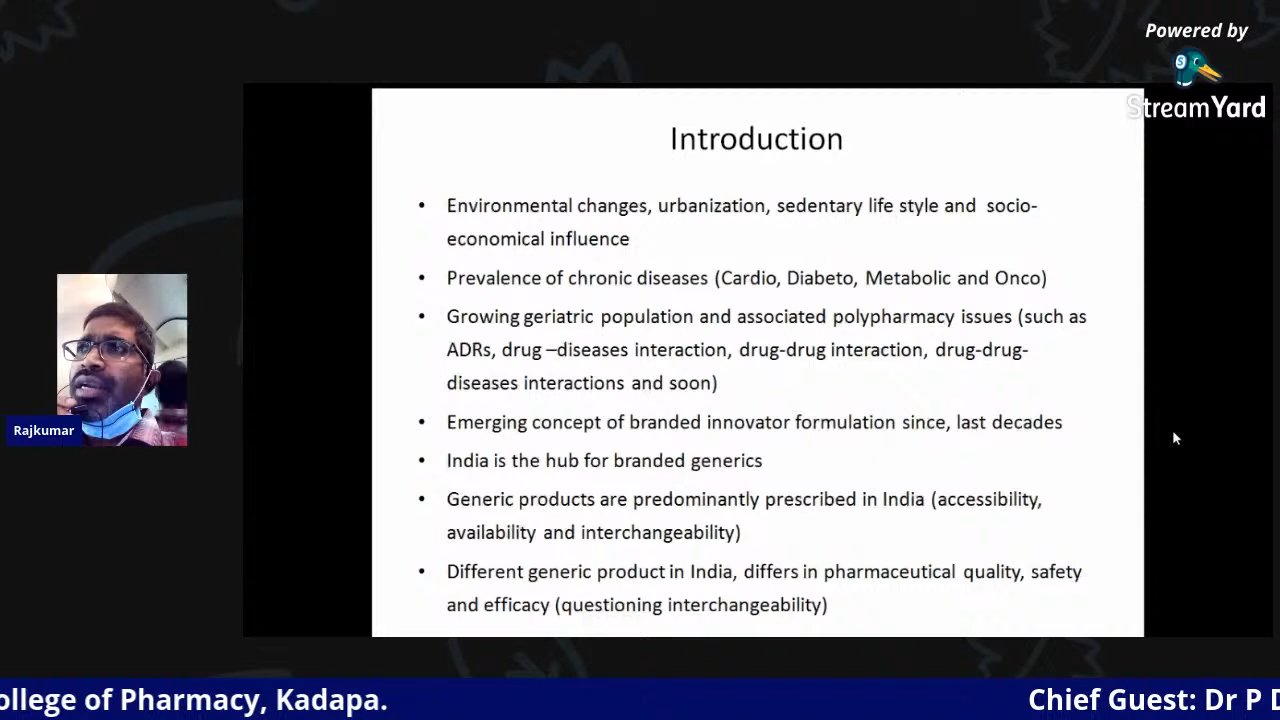 Powered by
StreamYard
Introduction
• Environmental changes, urbanization, sedentary life style and socio-
economical influence
• Prevalence of chronic diseases (Cardio, Diabeto, Metabolic and Onco)
• Growing geriatric population and associated polypharmacy issues (such as
ADRs, drug –diseases interaction, drug-drug interaction, drug-drug-
diseases interactions and soon)
• Emerging concept of branded innovator formulation since, last decades
• India is the hub for branded generics
• Generic products are predominantly prescribed in India (accessibility,
availability and interchangeability)
• Different generic product in India, differs in pharmaceutical quality, safety
and efficacy (questioning interchangeability)
Rajkumar
ollege of Pharmacy, Kadapa. Chief Guest: Dr P D